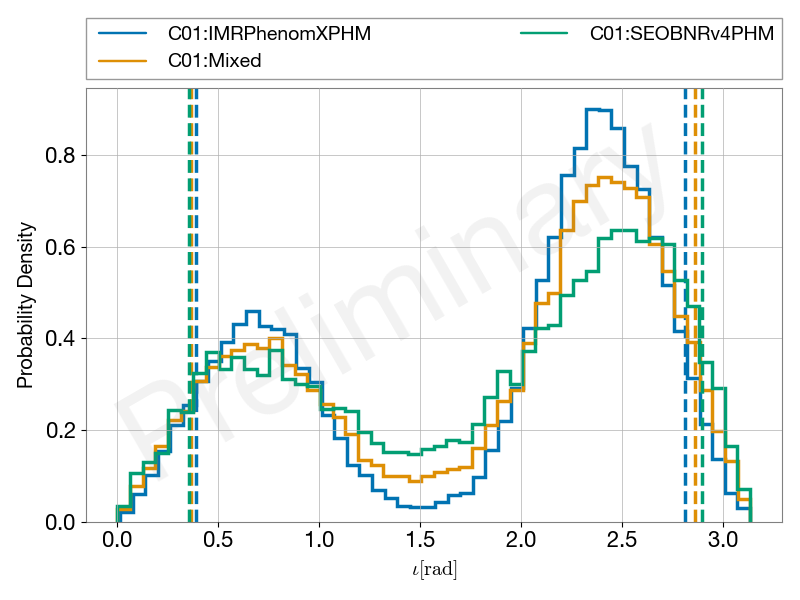 C01:IMRPhenomXPHM
C01:Mixed
C01:SEOBNRv4PHM
Preliminary
Probability Density
0.8
0.6
0.4
0.2
0.0
0.0 0.5 1.0 1.5 2.0 2.5 3.0
ι[rad]